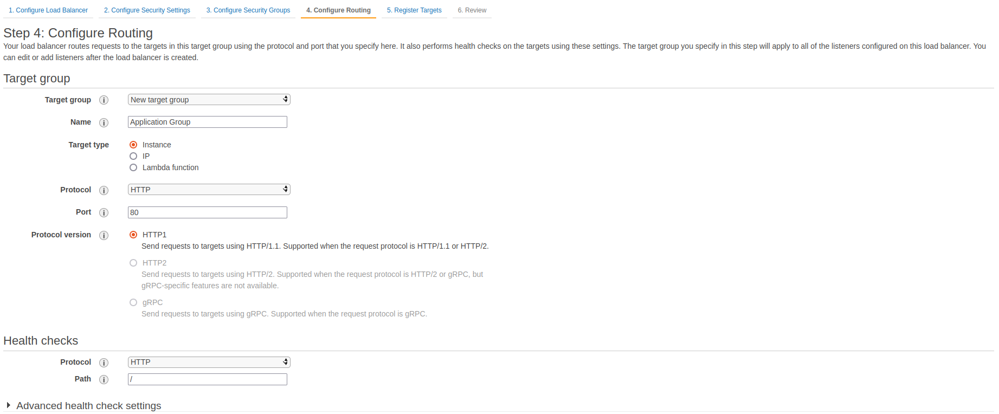 1. Configure Load Balancer 2. Configure Security Settings 3. Configure Security Groups 4. Configure Routing 5. Register Targets 6. Review
Step 4: Configure Routing
Your load balancer routes requests to the targets in this target group using the protocol and port that you specify here. It also performs health checks on the targets using these settings. The target group you specify in this step will apply to all of the listeners configured on this load balancer. You
can edit or add listeners after the load balancer is created.
Target group
Target group i New target group
Name i Application Group
Target type Instance
IP
Lambda function
Protocol i HTTP
Port i 80
Protocol version i HTTP1
Send requests to targets using HTTP/1.1. Supported when the request protocol is HTTP/1.1 or HTTP/2.
HTTP2
Send requests to targets using HTTP/2. Supported when the request protocol is HTTP/2 or gRPC, but
gRPC-specific features are not available.
gRPC
Send requests to targets using gRPC. Supported when the request protocol is gRPC.
Health checks
Protocol i HTTP
Path i /
Advanced health check settings